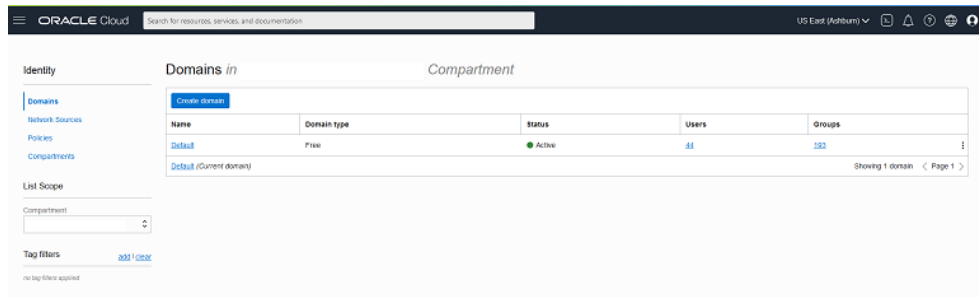 ORACLE Cloud
Search for resources, services, and documentation
US East (Ashburn)
Identity
Domains
Network Sources
Policies
Compartments
List Scope
Compartment
Tag filters
add | clear
no tag filters applied
Domains in Compartment
Create domain
Name Domain type Status Users Groups
Default Free Active 44 193
Default (Current domain) Showing 1 domain < Page 1 >